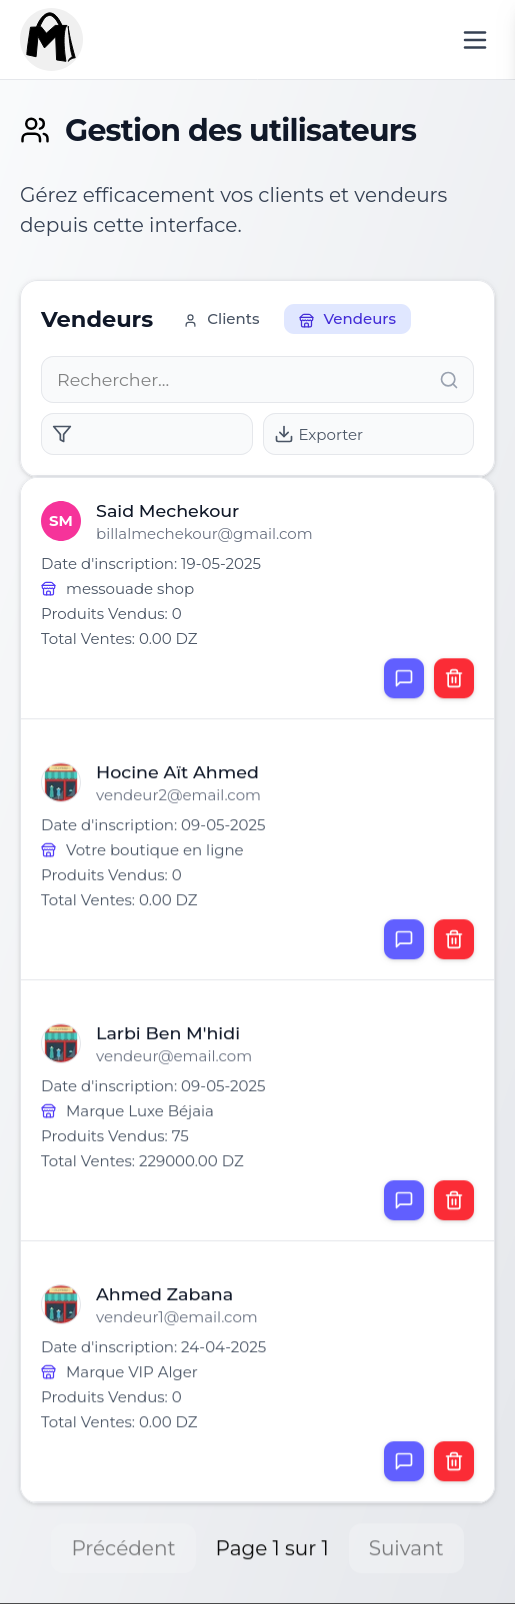 M
Gestion des utilisateurs
Gérez efficacement vos clients et vendeurs
depuis cette interface.
Vendeurs Clients Vendeurs
Rechercher...
Exporter
SM Said Mechekour
billalmechekour@gmail.com
Date d'inscription: 19-05-2025
messouade shop
Produits Vendus: 0
Total Ventes: 0.00 DZ
Hocine Aït Ahmed
vendeur2@email.com
Date d'inscription: 09-05-2025
Votre boutique en ligne
Produits Vendus: 0
Total Ventes: 0.00 DZ
Larbi Ben M'hidi
vendeur@email.com
Date d'inscription: 09-05-2025
Marque Luxe Béjaia
Produits Vendus: 75
Total Ventes: 229000.00 DZ
Ahmed Zabana
vendeur1@email.com
Date d'inscription: 24-04-2025
Marque VIP Alger
Produits Vendus: 0
Total Ventes: 0.00 DZ
Précédent Page 1 sur 1 Suivant